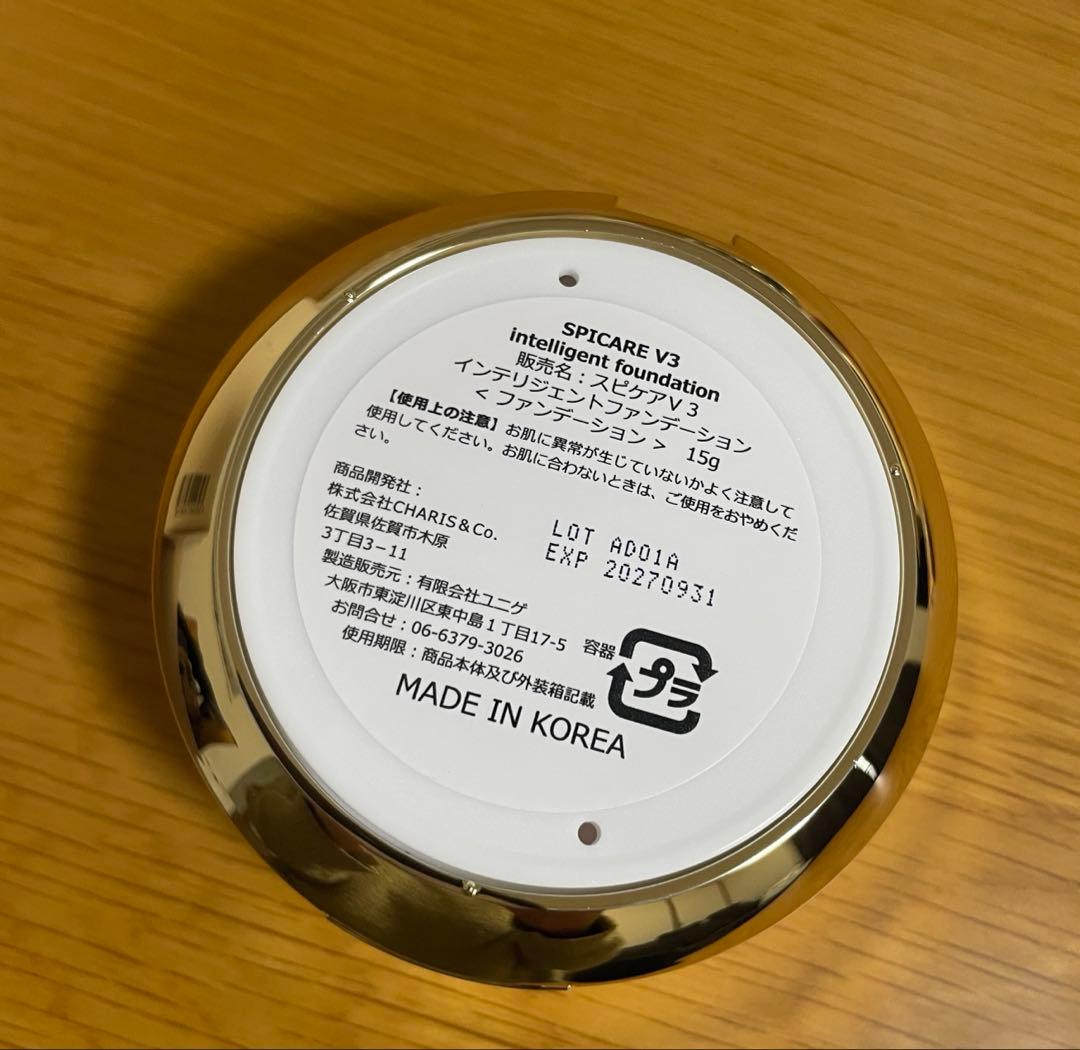 SPICARE V3
intelligent foundation
販売名：スピケアV 3
インテリジェントファンデーション
< ファンデーション >　15g
【使用上の注意】お肌に異常が生じていないかよく注意して
使用してください。お肌に合わないときは、ご使用をおやめくだ
さい。
商品開発社：
株式会社CHARIS＆Co.
佐賀県佐賀市木原
3丁目3－11
製造販売元：有限会社ユニゲ
大阪市東淀川区東中島１丁目17-5
お問合せ：06-6379-3026
使用期限：商品本体及び外装箱記載
LOT AD01A
EXP 20270931
容器
プラ
MADE IN KOREA